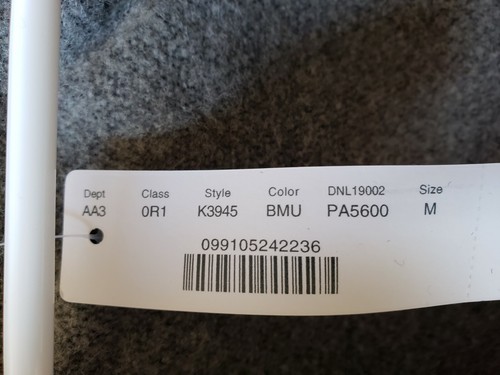 Dept Class Style Color DNL19002 Size
AA3 0R1 K3945 BMU PA5600 M
099105242236